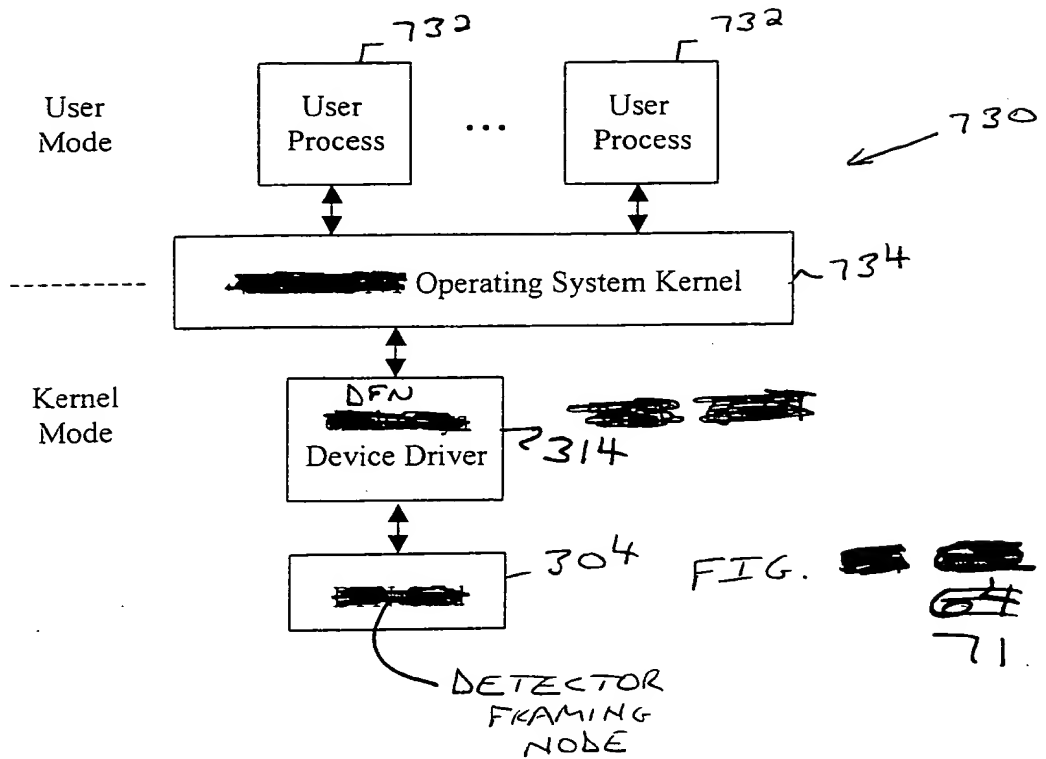 732
732
User
Mode
User
Process
...
User
Process
730
Operating System Kernel
734
Kernel
Mode
DFN
Device Driver
314
304
FIG.
64
71.
DETECTOR
FRAMING
NODE